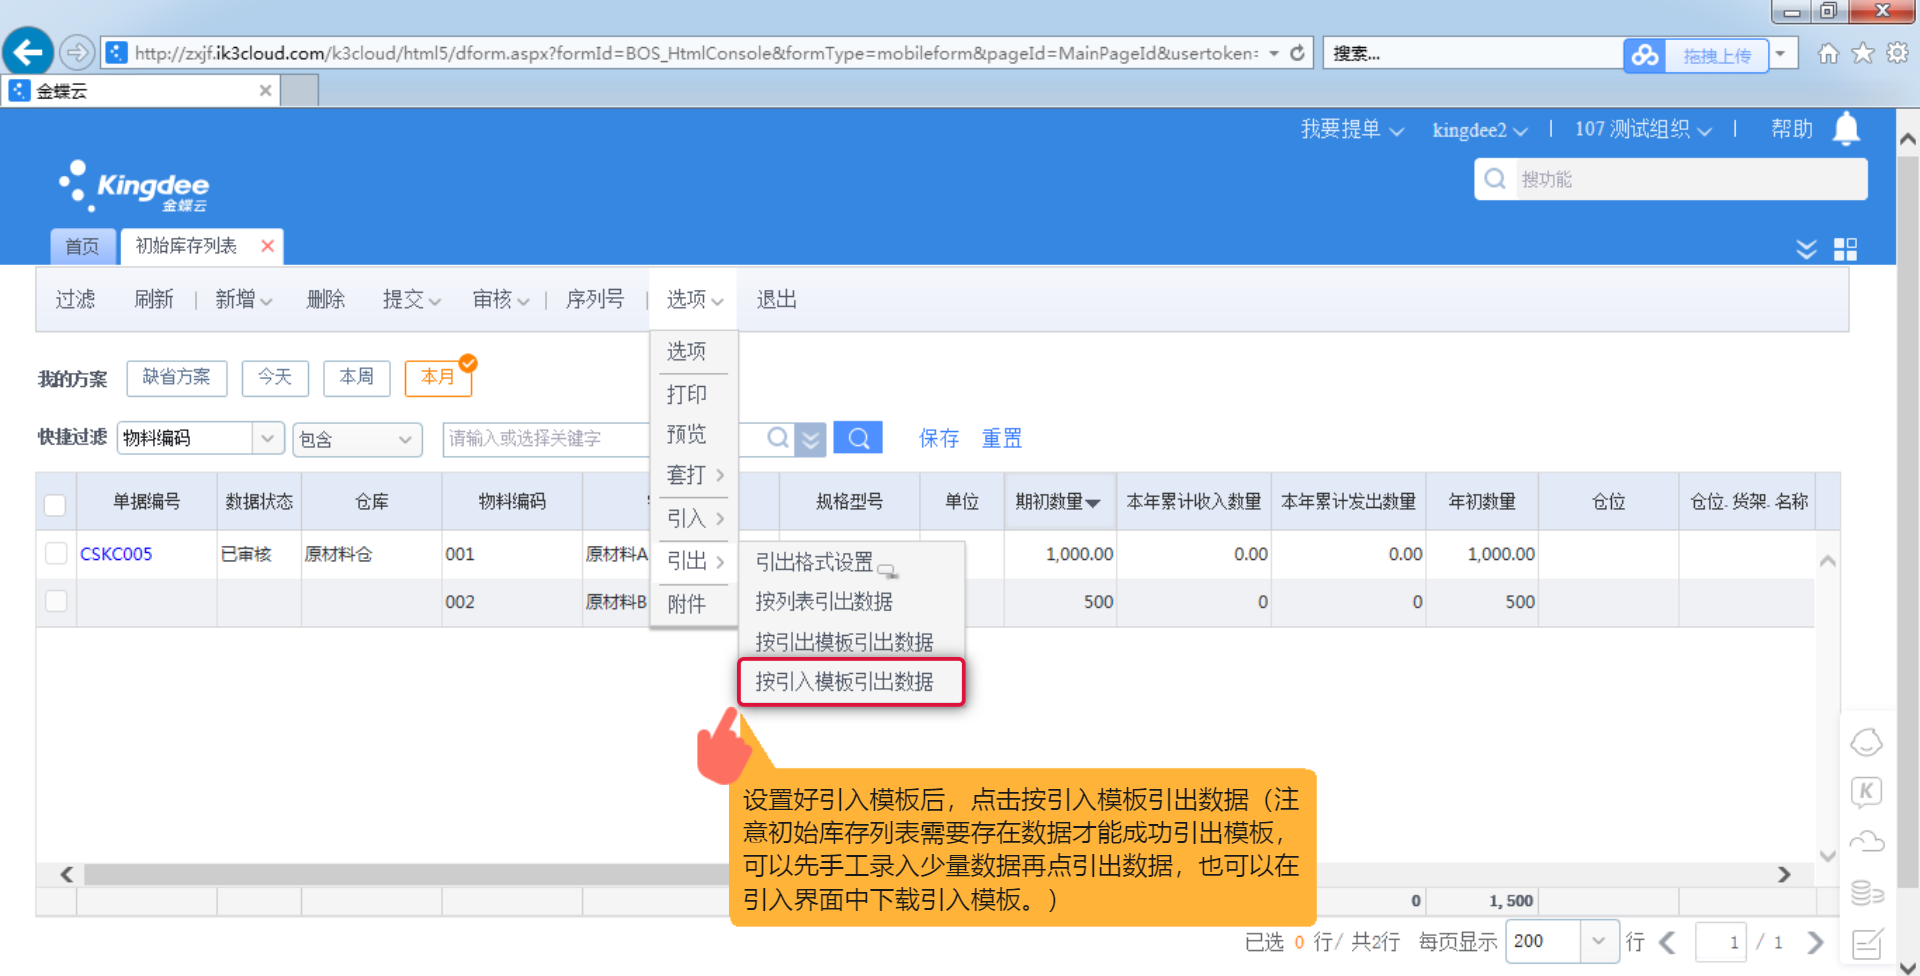 http://zxjf.ik3cloud.com/k3cloud/html5/dform.aspx?formId=BOS_HtmlConsole&formType=mobileform&pageId=MainPageId&usertoken=
搜索...
拖拽上传
金蝶云
我要提单 kingdee2 | 107 测试组织 | 帮助
Kingdee
金蝶云
搜功能
首页 初始库存列表
过滤 刷新 | 新增 删除 提交 审核 | 序列号 | 选项 退出
选项
我的方案 缺省方案 今天 本周 本月
打印
快捷过滤 物料编码 包含 请输入或选择关键字 保存 重置
预览
套打
单据编号 数据状态 仓库 物料编码 规格型号 单位 期初数量 本年累计收入数量 本年累计发出数量 年初数量 仓位 仓位.货架.名称
引入
CSKC005 已审核 原材料仓 001 原材料A 1,000.00 0.00 0.00 1,000.00
引出 引出格式设置
002 原材料B 500 0 0 500
附件 按列表引出数据
按引出模板引出数据
按引入模板引出数据
设置好引入模板后，点击按引入模板引出数据（注
意初始库存列表需要存在数据才能成功引出模板，
可以先手工录入少量数据再点引出数据，也可以在
引入界面中下载引入模板。）
0 1,500
已选 0 行/ 共2行 每页显示 200 行 1 / 1